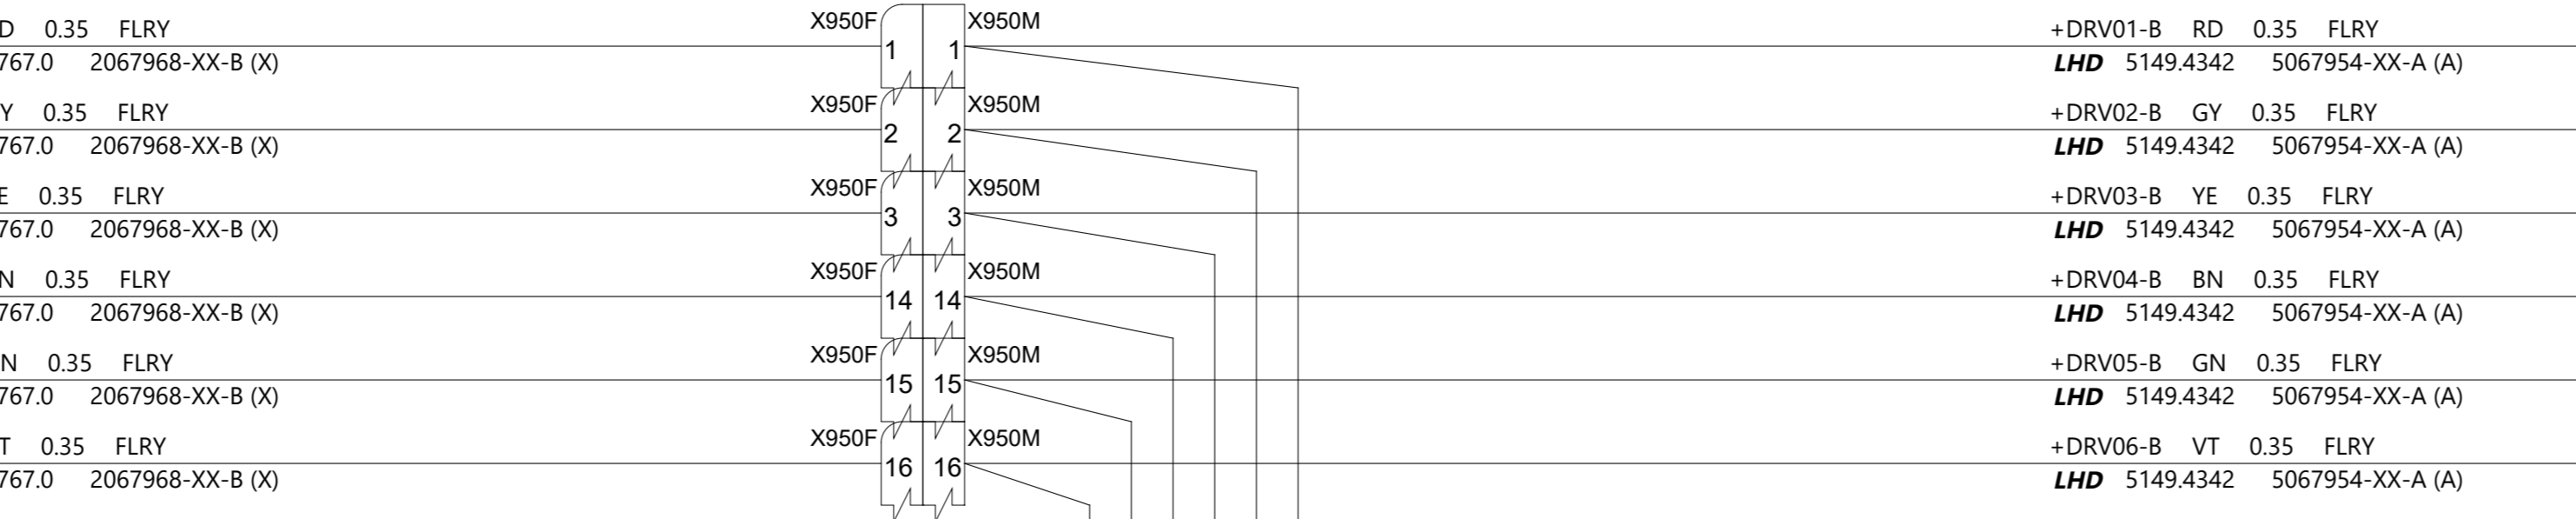 X950F X950M
D 0.35 FLRY +DRV01-B RD 0.35 FLRY
1 1
767.0 2067968-XX-B (X) LHD 5149.4342 5067954-XX-A (A)
X950F X950M
Y 0.35 FLRY +DRV02-B GY 0.35 FLRY
2 2
767.0 2067968-XX-B (X) LHD 5149.4342 5067954-XX-A (A)
X950F X950M
E 0.35 FLRY +DRV03-B YE 0.35 FLRY
3 3
767.0 2067968-XX-B (X) LHD 5149.4342 5067954-XX-A (A)
X950F X950M
N 0.35 FLRY +DRV04-B BN 0.35 FLRY
14 14
767.0 2067968-XX-B (X) LHD 5149.4342 5067954-XX-A (A)
X950F X950M
N 0.35 FLRY +DRV05-B GN 0.35 FLRY
15 15
767.0 2067968-XX-B (X) LHD 5149.4342 5067954-XX-A (A)
X950F X950M
T 0.35 FLRY +DRV06-B VT 0.35 FLRY
16 16
767.0 2067968-XX-B (X) LHD 5149.4342 5067954-XX-A (A)